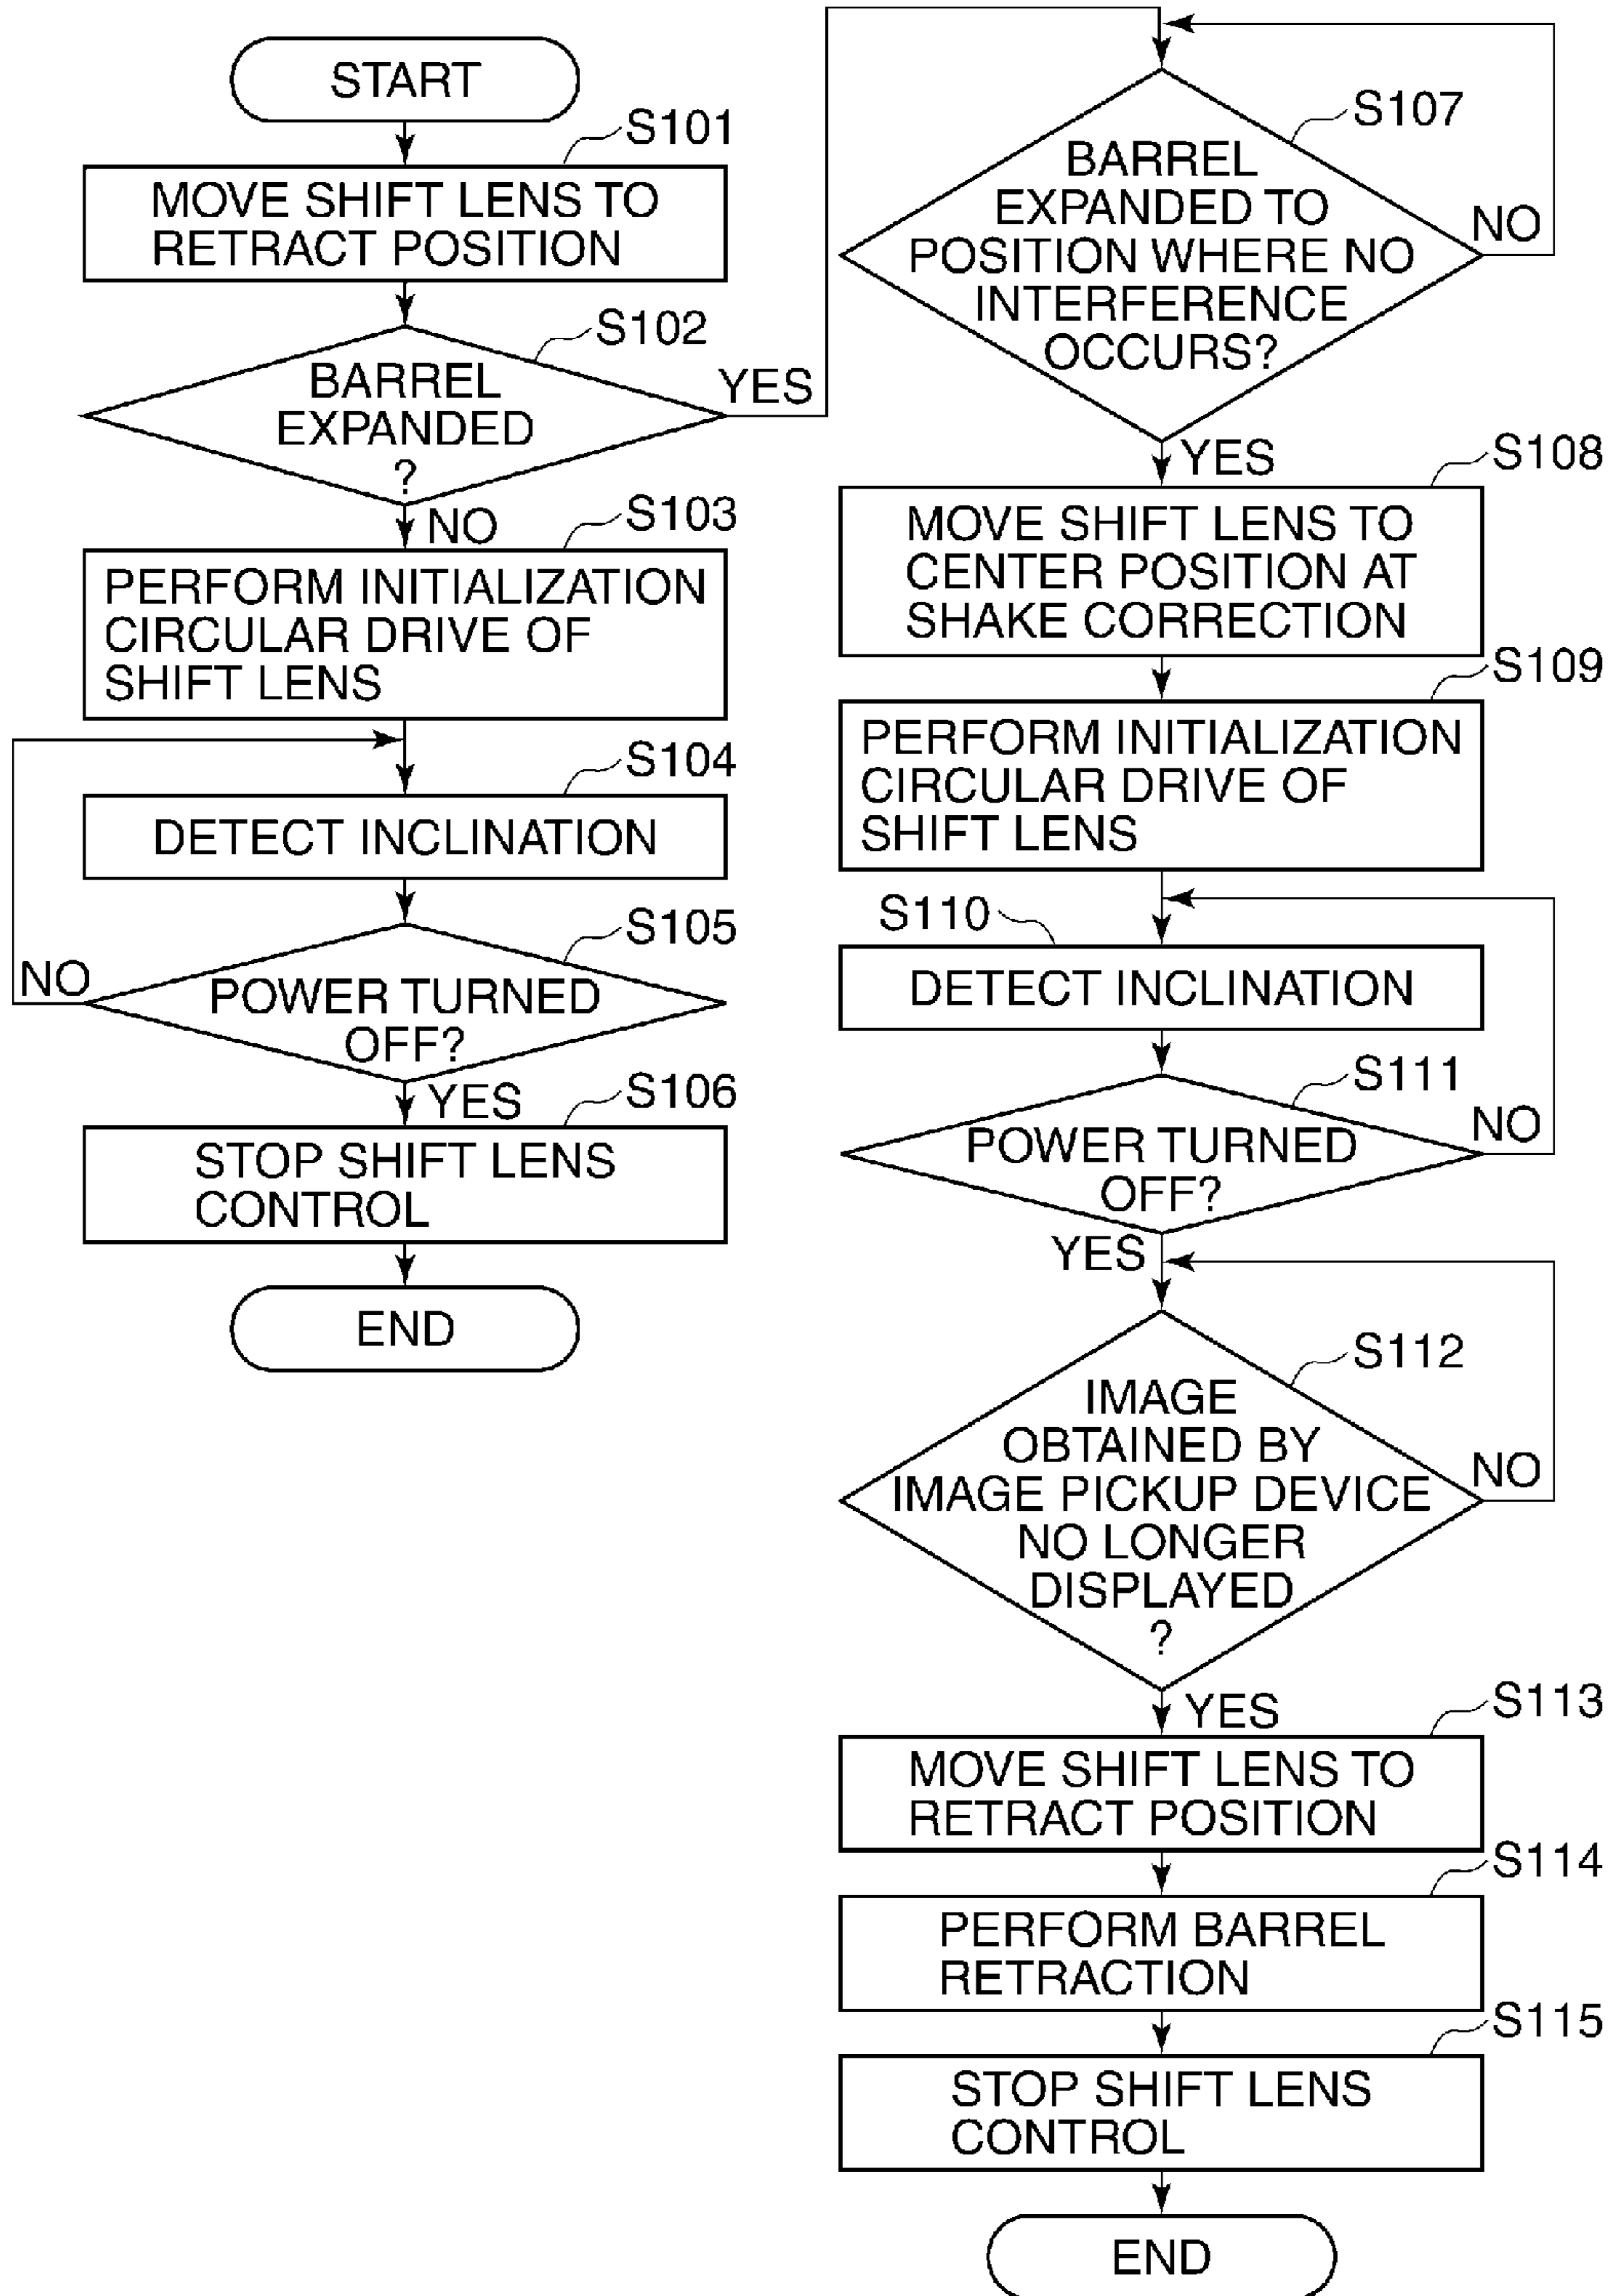 START
S101
MOVE SHIFT LENS TO
RETRACT POSITION
S102
BARREL
EXPANDED
?
YES
NO
S103
PERFORM INITIALIZATION
CIRCULAR DRIVE OF
SHIFT LENS
S104
DETECT INCLINATION
S105
NO
POWER TURNED
OFF?
YES
S106
STOP SHIFT LENS
CONTROL
END
S107
BARREL
EXPANDED TO
POSITION WHERE NO
INTERFERENCE
OCCURS?
NO
YES
S108
MOVE SHIFT LENS TO
CENTER POSITION AT
SHAKE CORRECTION
S109
PERFORM INITIALIZATION
CIRCULAR DRIVE OF
SHIFT LENS
S110
DETECT INCLINATION
S111
NO
POWER TURNED
OFF?
YES
S112
IMAGE
OBTAINED BY
IMAGE PICKUP DEVICE
NO LONGER
DISPLAYED
?
NO
YES
S113
MOVE SHIFT LENS TO
RETRACT POSITION
S114
PERFORM BARREL
RETRACTION
S115
STOP SHIFT LENS
CONTROL
END